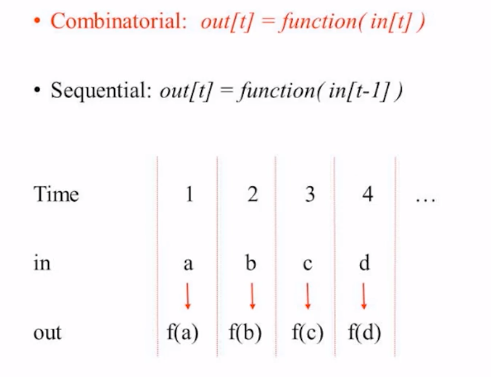 • Combinatorial: out[t] = function( in[t] )
• Sequential: out[t] = function( in[t-1] )
Time 1 2 3 4 ...
in a b c d
out f(a) f(b) f(c) f(d)